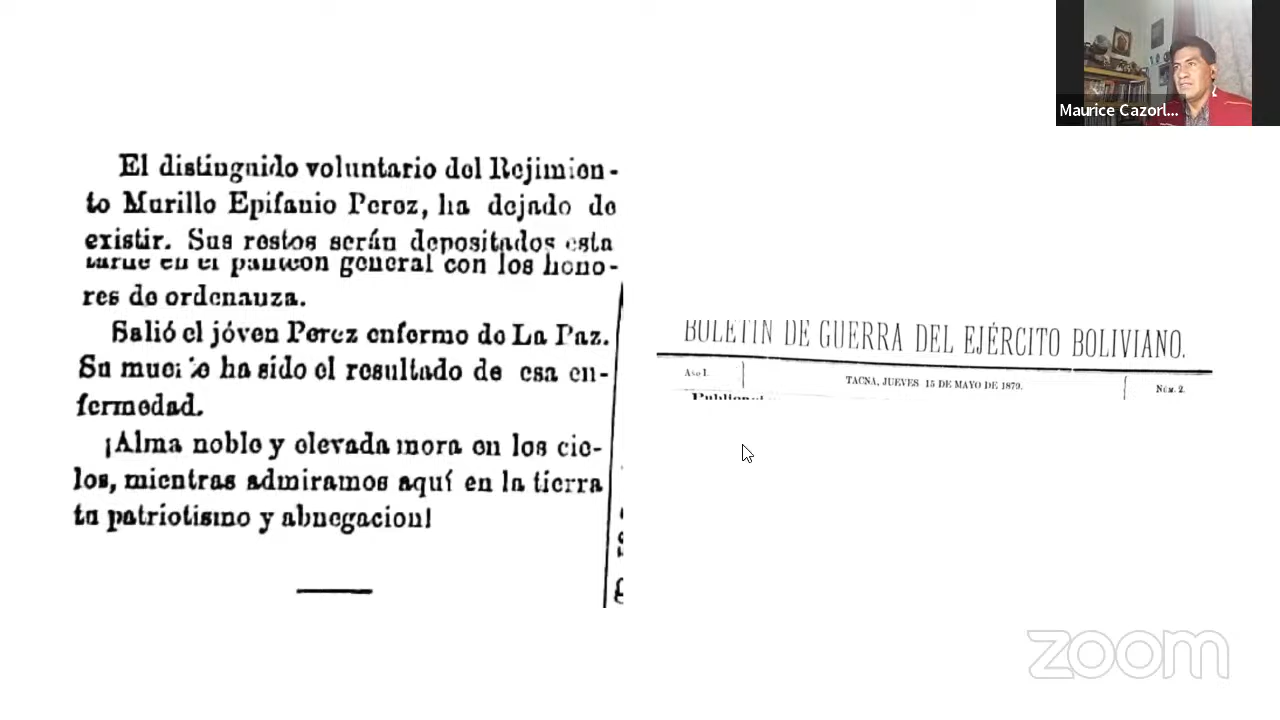 El distinguido voluntario del Rejimien-
to Murillo Epifanio Perez, ha dejado de
existir. Sus restos serán depositados esta
tarde en el panteon general con los hono-
res de ordenanza.
Salió el jóven Perez enfermo de La Paz.
Su muerte ha sido el resultado de esa en-
fermedad.
¡Alma noble y elevada mora en los cie-
los, mientras admiramos aquí en la tierra
tu patriotismo y abnegacion!
BOLETIN DE GUERRA DEL EJÉRCITO BOLIVIANO.
Año I. TACNA, JUEVES 15 DE MAYO DE 1879. Núm. 2.
Maurice Cazorl...
zoom